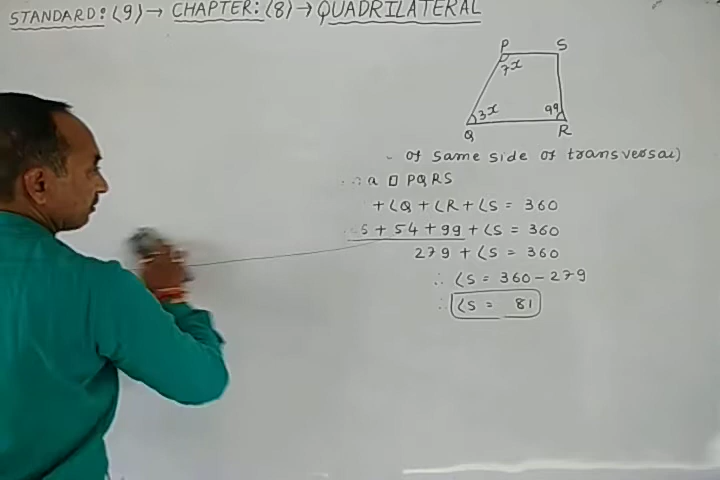 STANDARD: (9) → CHAPTER: (8) → QUADRILATERAL
P S
7x
3x 99
Q R
of same side of transversal)
∴ a □ PQRS
+ ∠Q + ∠R + ∠S = 360
5 + 54 + 99 + ∠S = 360
279 + ∠S = 360
∴ ∠S = 360 - 279
∴ ∠S = 81